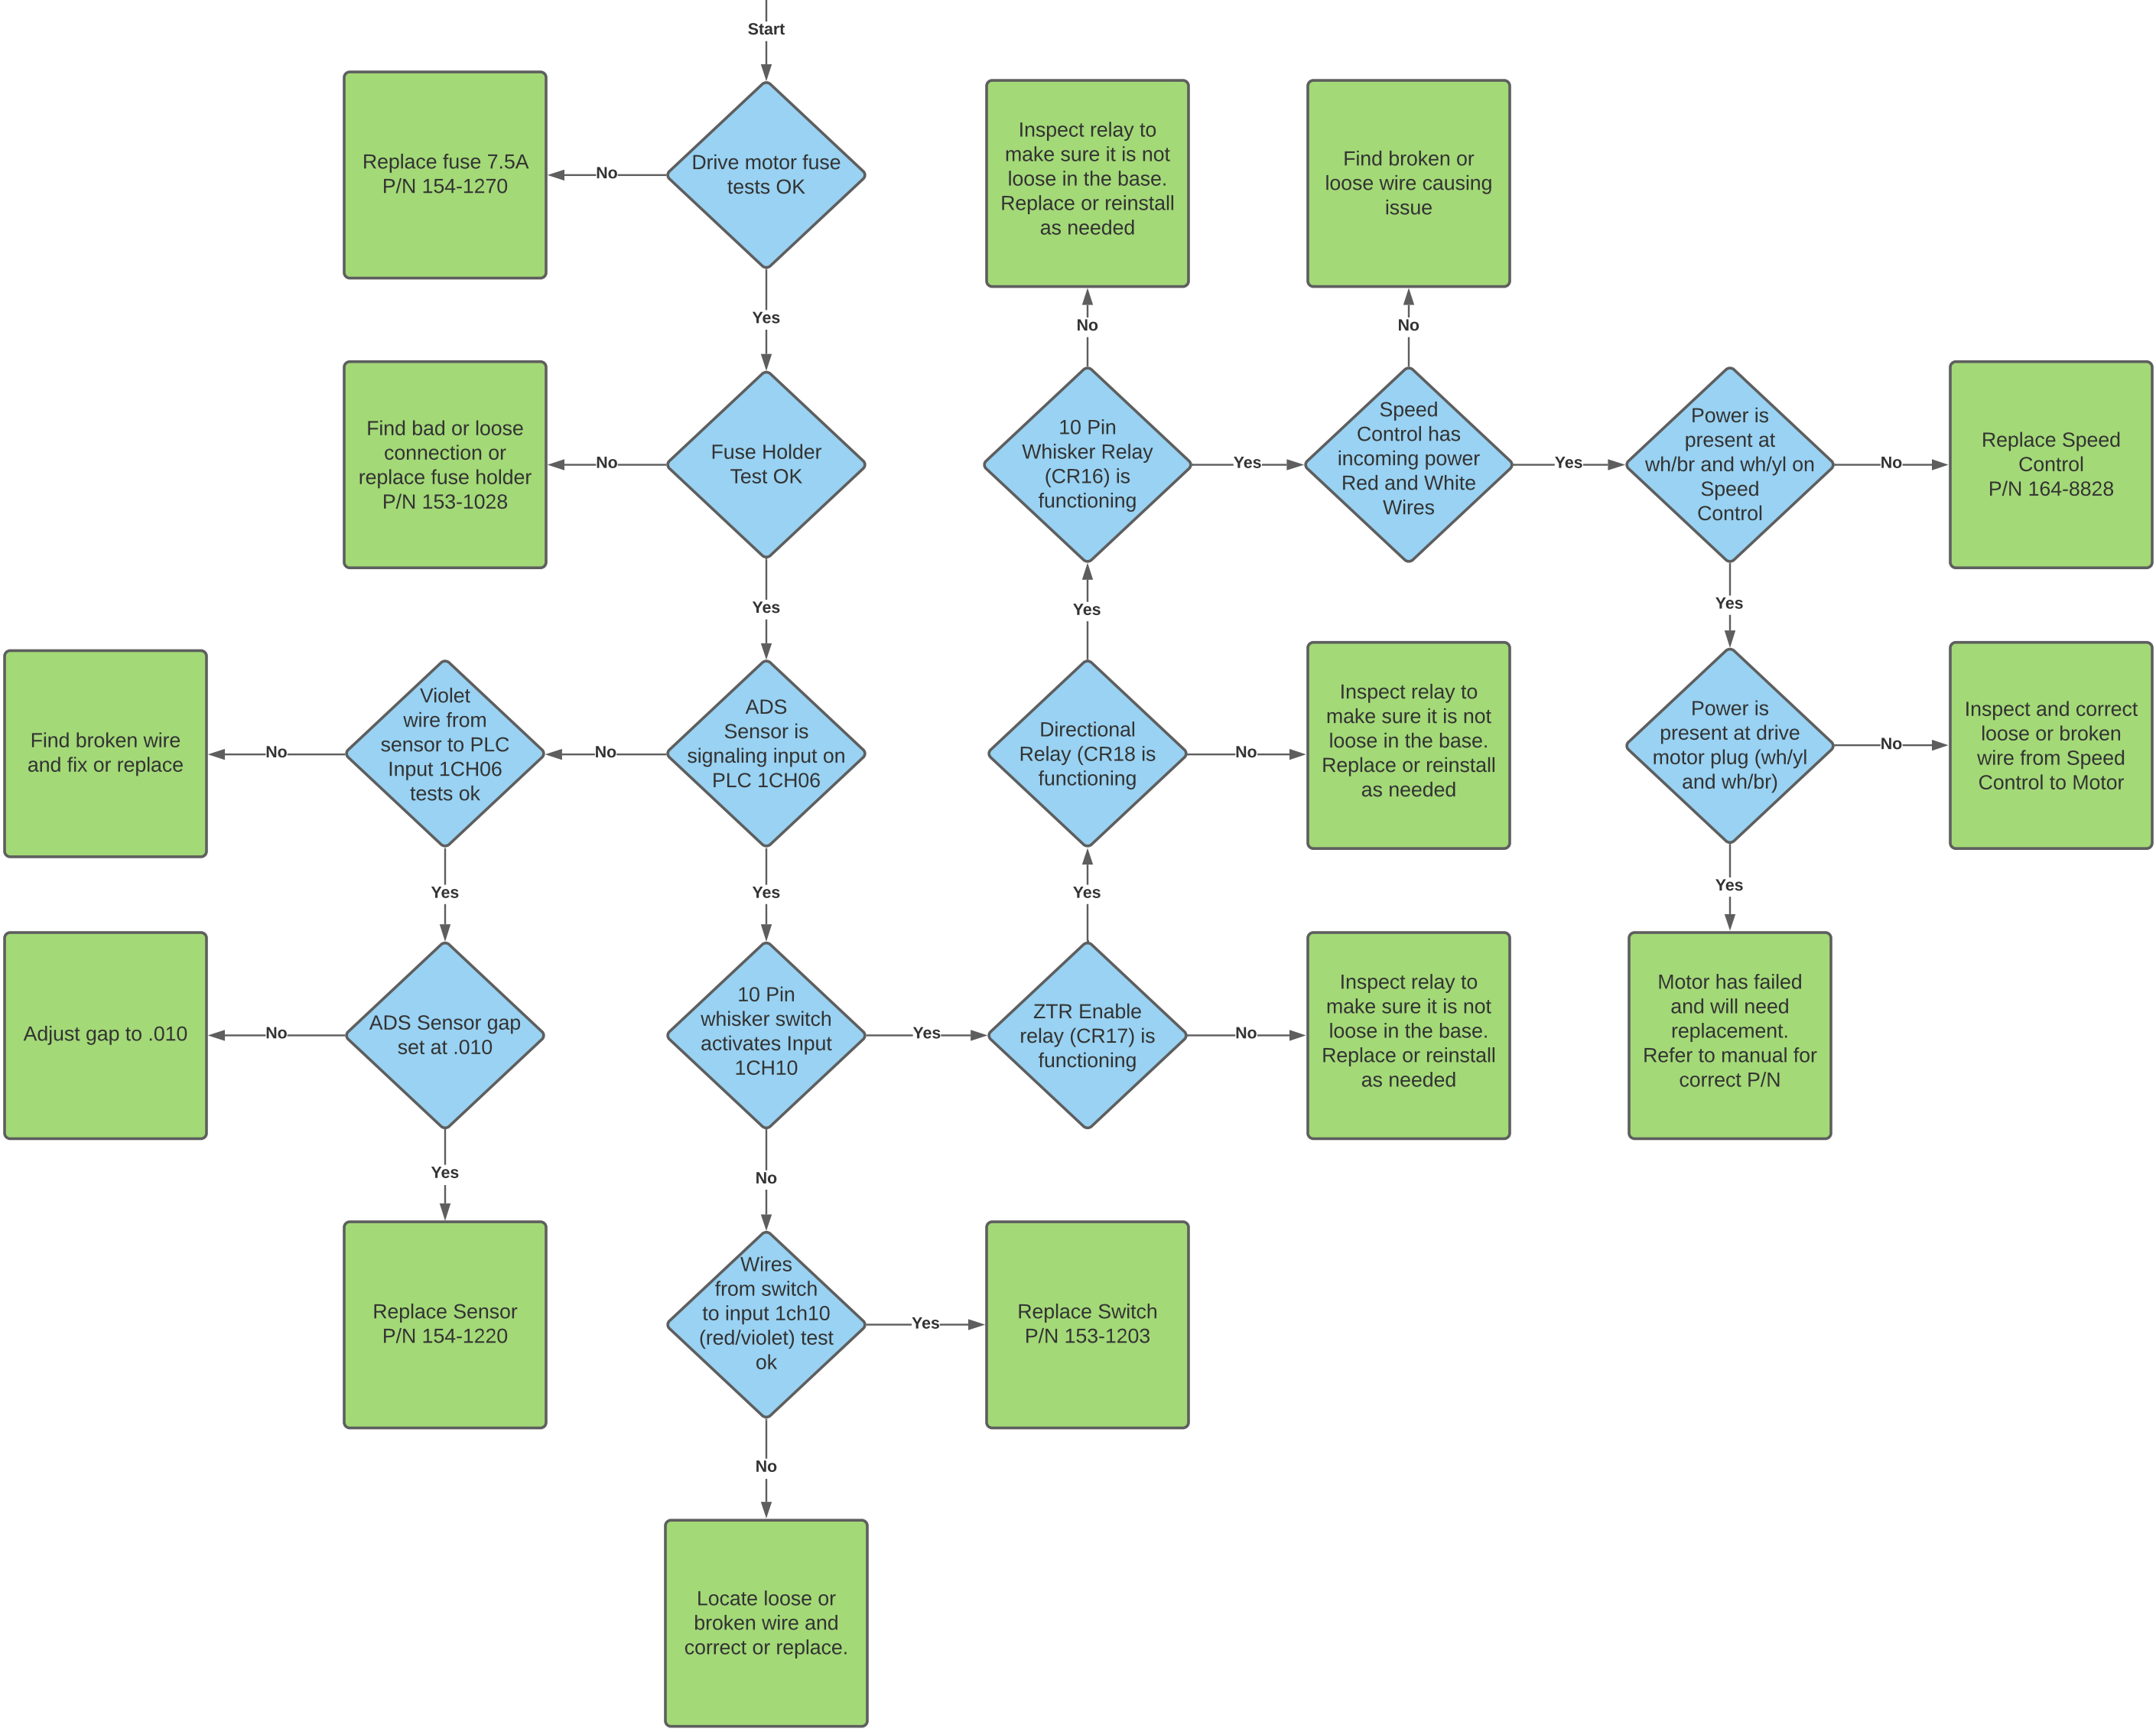 Start
Replace fuse 7.5A
P/N 154-1270
No
Drive motor fuse
tests OK
Inspect relay to
make sure it is not
loose in the base.
Replace or reinstall
as needed
Find broken or
loose wire causing
issue
Yes
No
No
Find bad or loose
connection or
replace fuse holder
P/N 153-1028
No
Fuse Holder
Test OK
10 Pin
Whisker Relay
(CR16) is
functioning
Yes
Speed
Control has
incoming power
Red and White
Wires
Yes
Power is
present at
wh/br and wh/yl on
Speed
Control
No
Replace Speed
Control
P/N 164-8828
Yes
Yes
Yes
Find broken wire
and fix or replace
No
Violet
wire from
sensor to PLC
Input 1CH06
tests ok
No
ADS
Sensor is
signaling input on
PLC 1CH06
Directional
Relay (CR18 is
functioning
No
Inspect relay to
make sure it is not
loose in the base.
Replace or reinstall
as needed
Power is
present at drive
motor plug (wh/yl
and wh/br)
No
Inspect and correct
loose or broken
wire from Speed
Control to Motor
Yes
Yes
Yes
Yes
Adjust gap to .010
No
ADS Sensor gap
set at .010
10 Pin
whisker switch
activates Input
1CH10
Yes
ZTR Enable
relay (CR17) is
functioning
No
Inspect relay to
make sure it is not
loose in the base.
Replace or reinstall
as needed
Motor has failed
and will need
replacement.
Refer to manual for
correct P/N
Yes
No
Replace Sensor
P/N 154-1220
Wires
from switch
to input 1ch10
(red/violet) test
ok
Yes
Replace Switch
P/N 153-1203
No
Locate loose or
broken wire and
correct or replace.